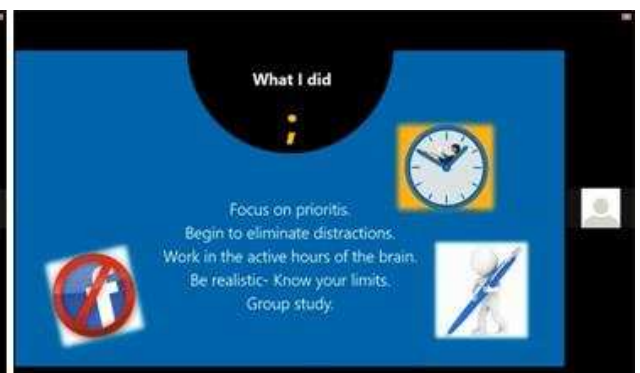 What I did
;
Focus on prioritis.
Begin to eliminate distractions.
Work in the active hours of the brain.
Be realistic- Know your limits.
Group study.
f